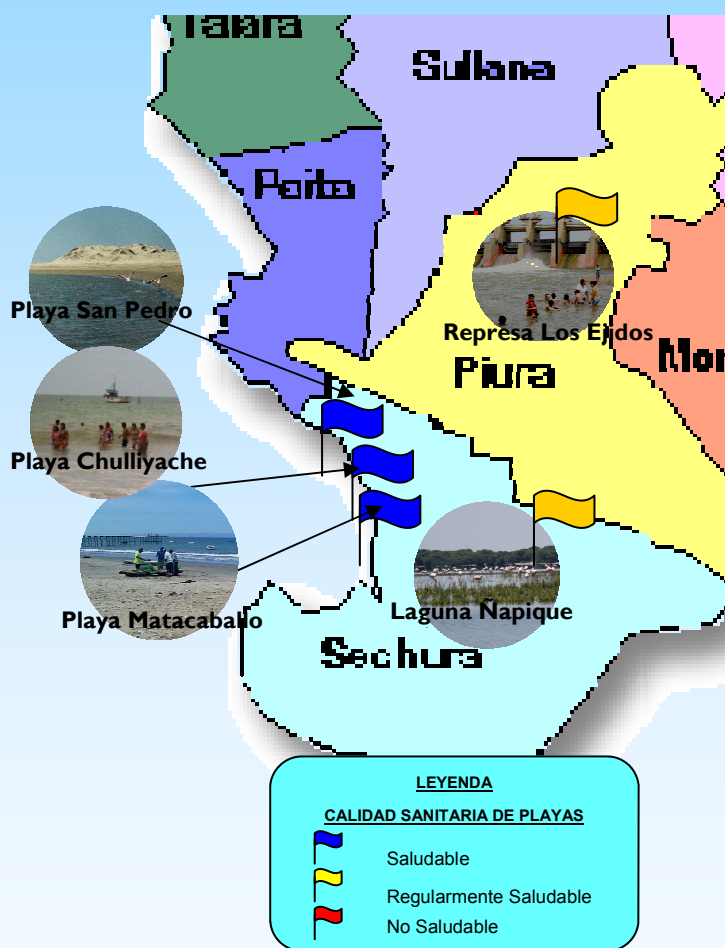 Talara
Sullana
Paita
Playa San Pedro
Represa Los Ejidos
Piura
Mor
Playa Chulliyache
Playa Matacaballo
Laguna Ñapique
Sechura
LEYENDA
CALIDAD SANITARIA DE PLAYAS
Saludable
Regularmente Saludable
No Saludable